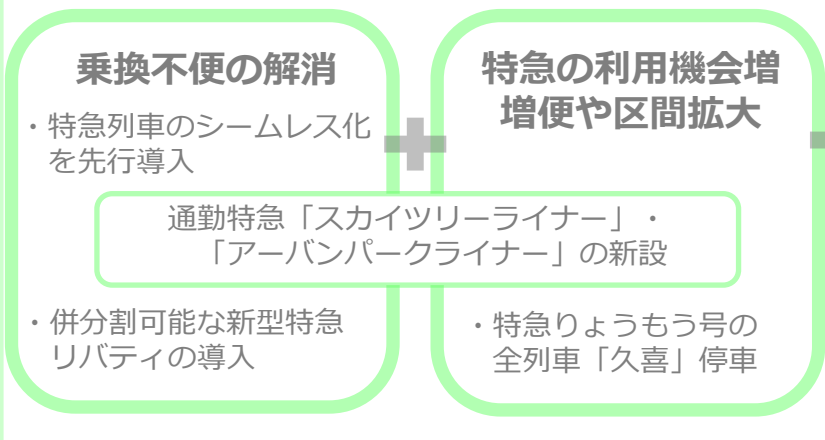 乗換不便の解消
・特急列車のシームレス化
を先行導入
特急の利用機会増
増便や区間拡大
通勤特急「スカイツリーライナー」・
「アーバンパークライナー」の新設
・併分割可能な新型特急
リバティの導入
・特急りょうもう号の
全列車「久喜」停車